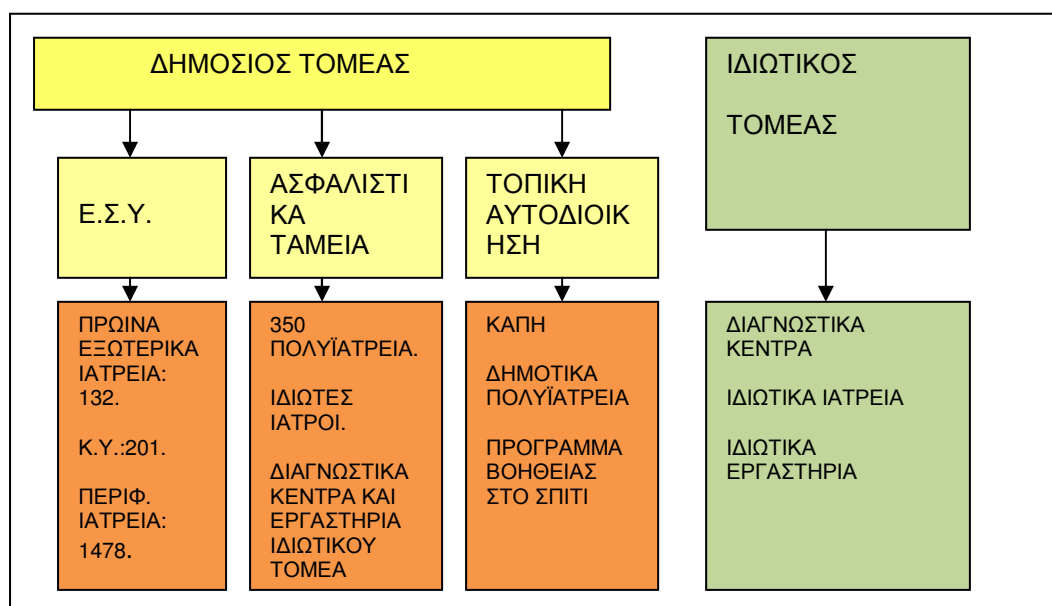 ΔΗΜΟΣΙΟΣ ΤΟΜΕΑΣ
ΙΔΙΩΤΙΚΟΣ
ΤΟΜΕΑΣ
Ε.Σ.Υ.
ΑΣΦΑΛΙΣΤΙ
ΚΑ
ΤΑΜΕΙΑ
ΤΟΠΙΚΗ
ΑΥΤΟΔΙΟΙΚ
ΗΣΗ
ΠΡΩΙΝΑ
ΕΞΩΤΕΡΙΚΑ
ΙΑΤΡΕΙΑ:
132.
Κ.Υ.:201.
ΠΕΡΙΦ.
ΙΑΤΡΕΙΑ:
1478.
350
ΠΟΛΥΪΑΤΡΕΙΑ.
ΙΔΙΩΤΕΣ
ΙΑΤΡΟΙ.
ΔΙΑΓΝΩΣΤΙΚΑ
ΚΕΝΤΡΑ ΚΑΙ
ΕΡΓΑΣΤΗΡΙΑ
ΙΔΙΩΤΙΚΟΥ
ΤΟΜΕΑ
ΚΑΠΗ
ΔΗΜΟΤΙΚΑ
ΠΟΛΥΪΑΤΡΕΙΑ
ΠΡΟΓΡΑΜΜΑ
ΒΟΗΘΕΙΑΣ
ΣΤΟ ΣΠΙΤΙ
ΔΙΑΓΝΩΣΤΙΚΑ
ΚΕΝΤΡΑ
ΙΔΙΩΤΙΚΑ ΙΑΤΡΕΙΑ
ΙΔΙΩΤΙΚΑ
ΕΡΓΑΣΤΗΡΙΑ